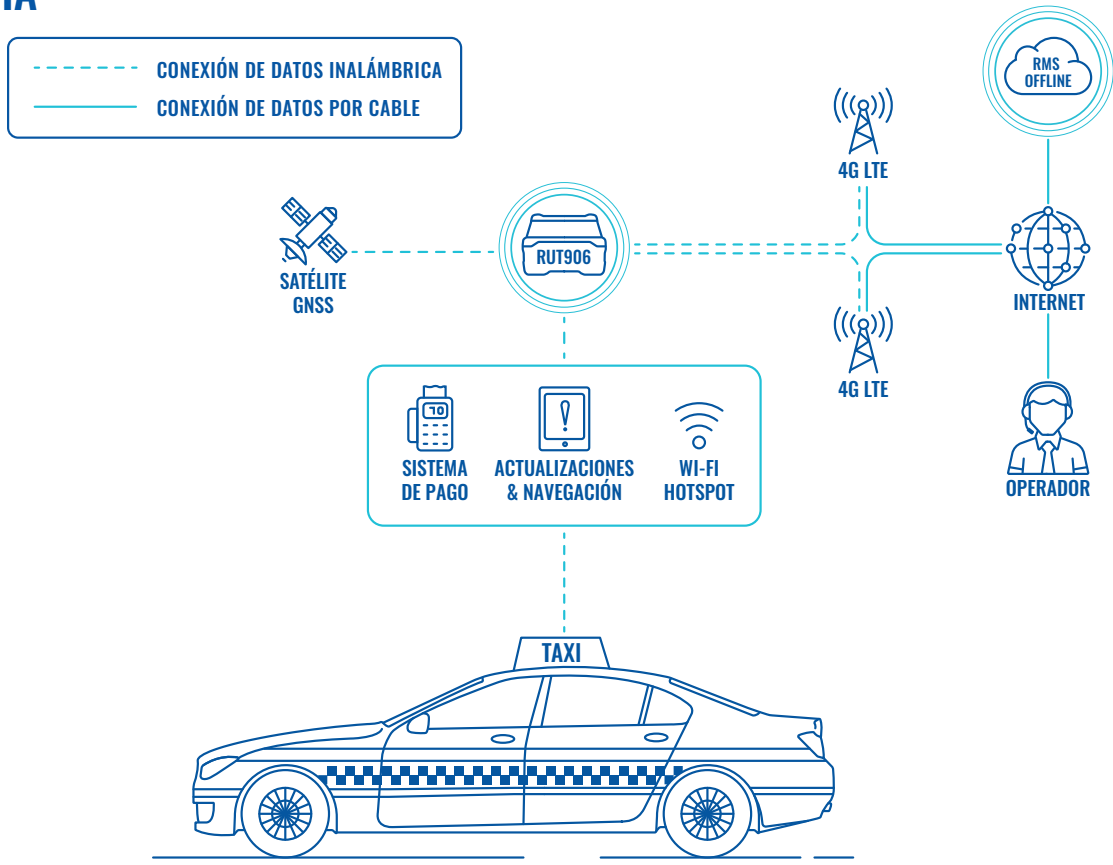 CONEXIÓN DE DATOS INALÁMBRICA
CONEXIÓN DE DATOS POR CABLE
RMS
OFFLINE
4G LTE
RUT906
SATÉLITE
GNSS
INTERNET
4G LTE
SISTEMA
DE PAGO
ACTUALIZACIONES
& NAVEGACIÓN
WI-FI
HOTSPOT
OPERADOR
TAXI